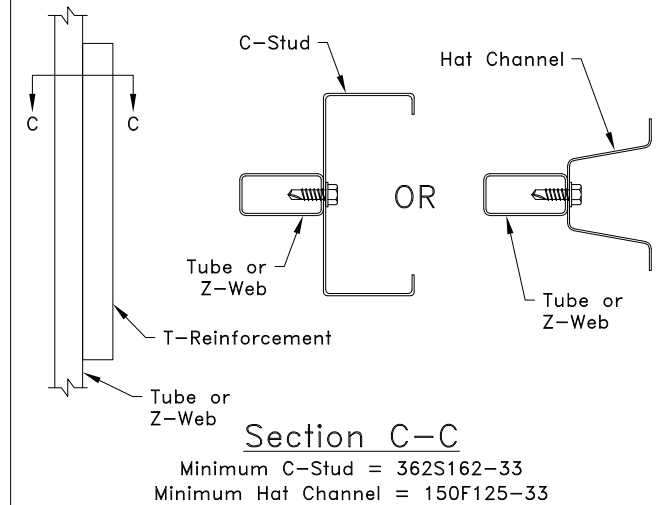 C-Stud
Hat Channel
C
C
OR
Tube or
Z-Web
Tube or
Z-Web
T-Reinforcement
Tube or
Z-Web
Section C-C
Minimum C-Stud = 362S162-33
Minimum Hat Channel = 150F125-33